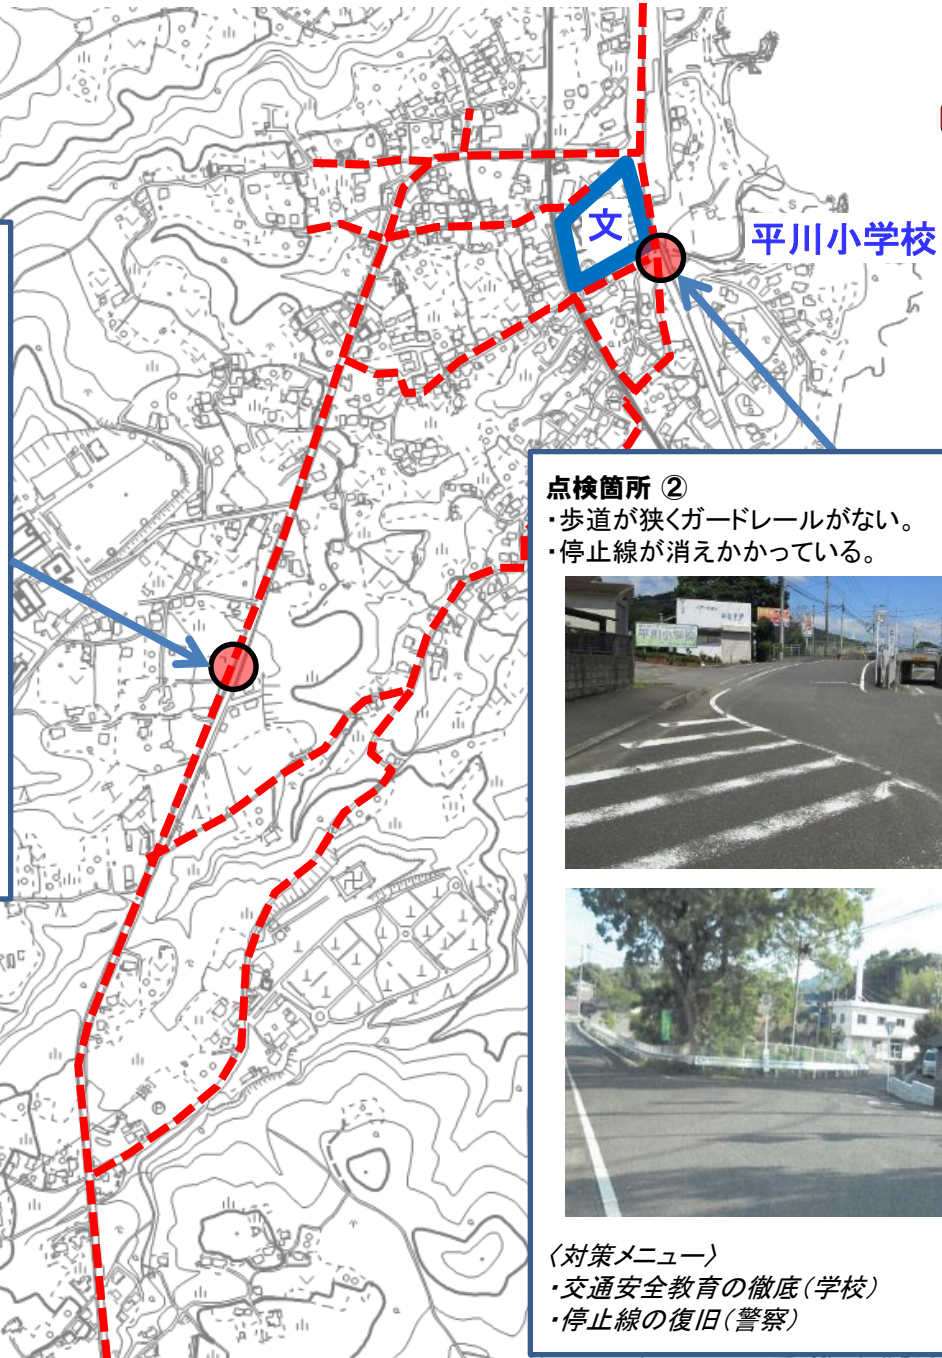 文
平川小学校
点検箇所 ②
・歩道が狭くガードレールがない。
・停止線が消えかかっている。
平川小学校
〈対策メニュー〉
・交通安全教育の徹底(学校)
・停止線の復旧(警察)